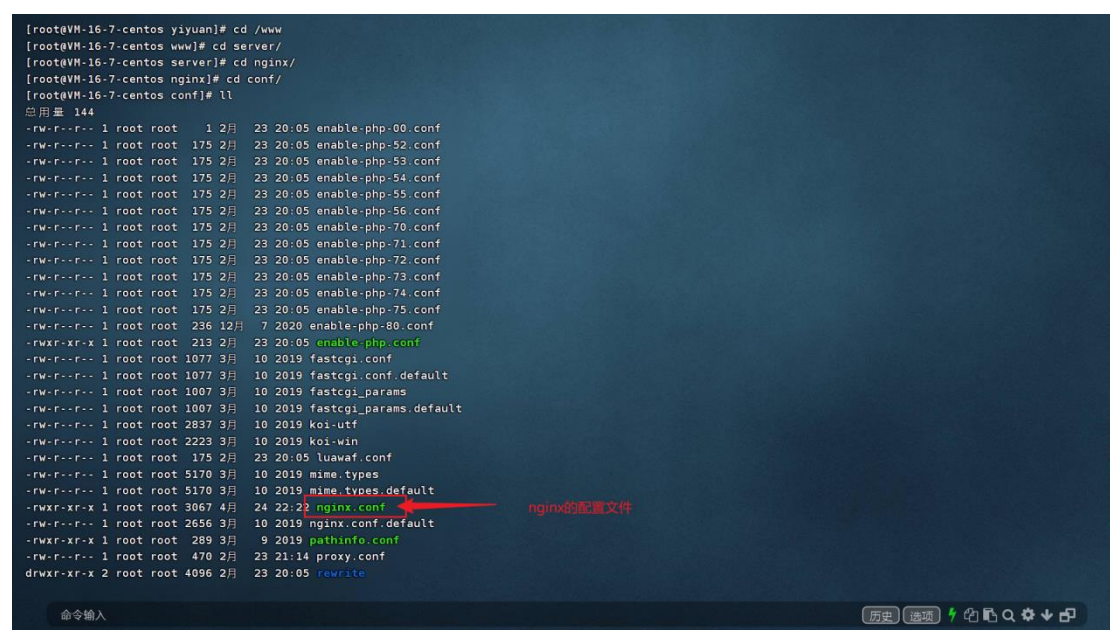 [root@VM-16-7-centos yiyuan]# cd /www
[root@VM-16-7-centos www]# cd server/
[root@VM-16-7-centos server]# cd nginx/
[root@VM-16-7-centos nginx]# cd conf/
[root@VM-16-7-centos conf]# ll
总用量 144
-rw-r--r-- 1 root root    1 2月   23 20:05 enable-php-00.conf
-rw-r--r-- 1 root root  175 2月   23 20:05 enable-php-52.conf
-rw-r--r-- 1 root root  175 2月   23 20:05 enable-php-53.conf
-rw-r--r-- 1 root root  175 2月   23 20:05 enable-php-54.conf
-rw-r--r-- 1 root root  175 2月   23 20:05 enable-php-55.conf
-rw-r--r-- 1 root root  175 2月   23 20:05 enable-php-56.conf
-rw-r--r-- 1 root root  175 2月   23 20:05 enable-php-70.conf
-rw-r--r-- 1 root root  175 2月   23 20:05 enable-php-71.conf
-rw-r--r-- 1 root root  175 2月   23 20:05 enable-php-72.conf
-rw-r--r-- 1 root root  175 2月   23 20:05 enable-php-73.conf
-rw-r--r-- 1 root root  175 2月   23 20:05 enable-php-74.conf
-rw-r--r-- 1 root root  175 2月   23 20:05 enable-php-75.conf
-rw-r--r-- 1 root root  236 12月   7 2020 enable-php-80.conf
-rwxr-xr-x 1 root root  213 2月   23 20:05 enable-php.conf
-rw-r--r-- 1 root root 1077 3月   10 2019 fastcgi.conf
-rw-r--r-- 1 root root 1077 3月   10 2019 fastcgi.conf.default
-rw-r--r-- 1 root root 1007 3月   10 2019 fastcgi_params
-rw-r--r-- 1 root root 1007 3月   10 2019 fastcgi_params.default
-rw-r--r-- 1 root root 2837 3月   10 2019 koi-utf
-rw-r--r-- 1 root root 2223 3月   10 2019 koi-win
-rw-r--r-- 1 root root  175 2月   23 20:05 luawaf.conf
-rw-r--r-- 1 root root 5170 3月   10 2019 mime.types
-rw-r--r-- 1 root root 5170 3月   10 2019 mime.types.default
-rwxr-xr-x 1 root root 3067 4月   24 22:22 nginx.conf nginx的配置文件
-rw-r--r-- 1 root root 2656 3月   10 2019 nginx.conf.default
-rwxr-xr-x 1 root root  289 3月    9 2019 pathinfo.conf
-rw-r--r-- 1 root root  470 2月   23 21:14 proxy.conf
drwxr-xr-x 2 root root 4096 2月   23 20:05 rewrite
命令输入 历史 选项